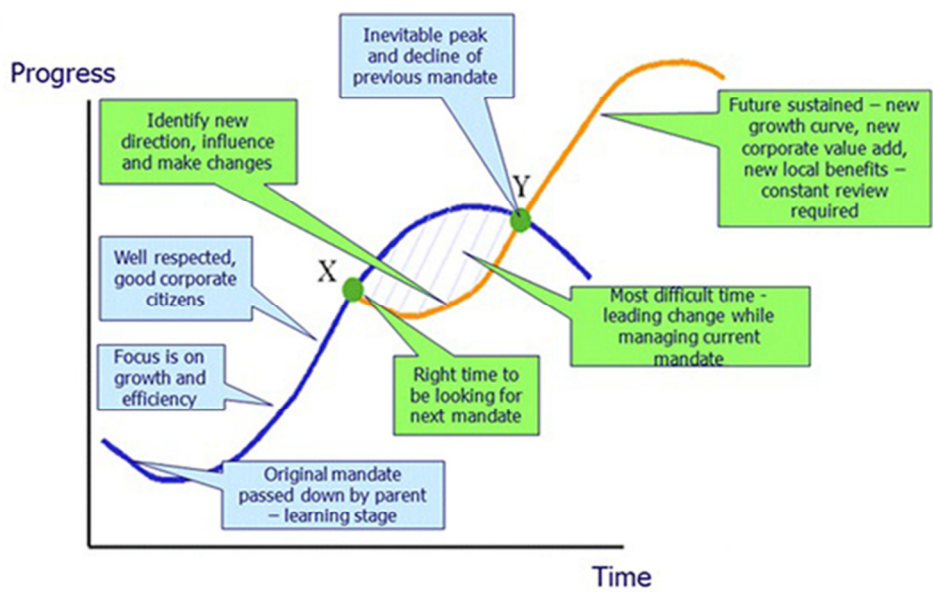 Progress
Inevitable peak
and decline of
previous mandate
Identify new
direction, influence
and make changes
Future sustained – new
growth curve, new
corporate value add,
new local benefits –
constant review
required
Y
X
Well respected,
good corporate
citizens
Most difficult time -
leading change while
managing current
mandate
Focus is on
growth and
efficiency
Right time to
be looking for
next mandate
Original mandate
passed down by parent
– learning stage
Time